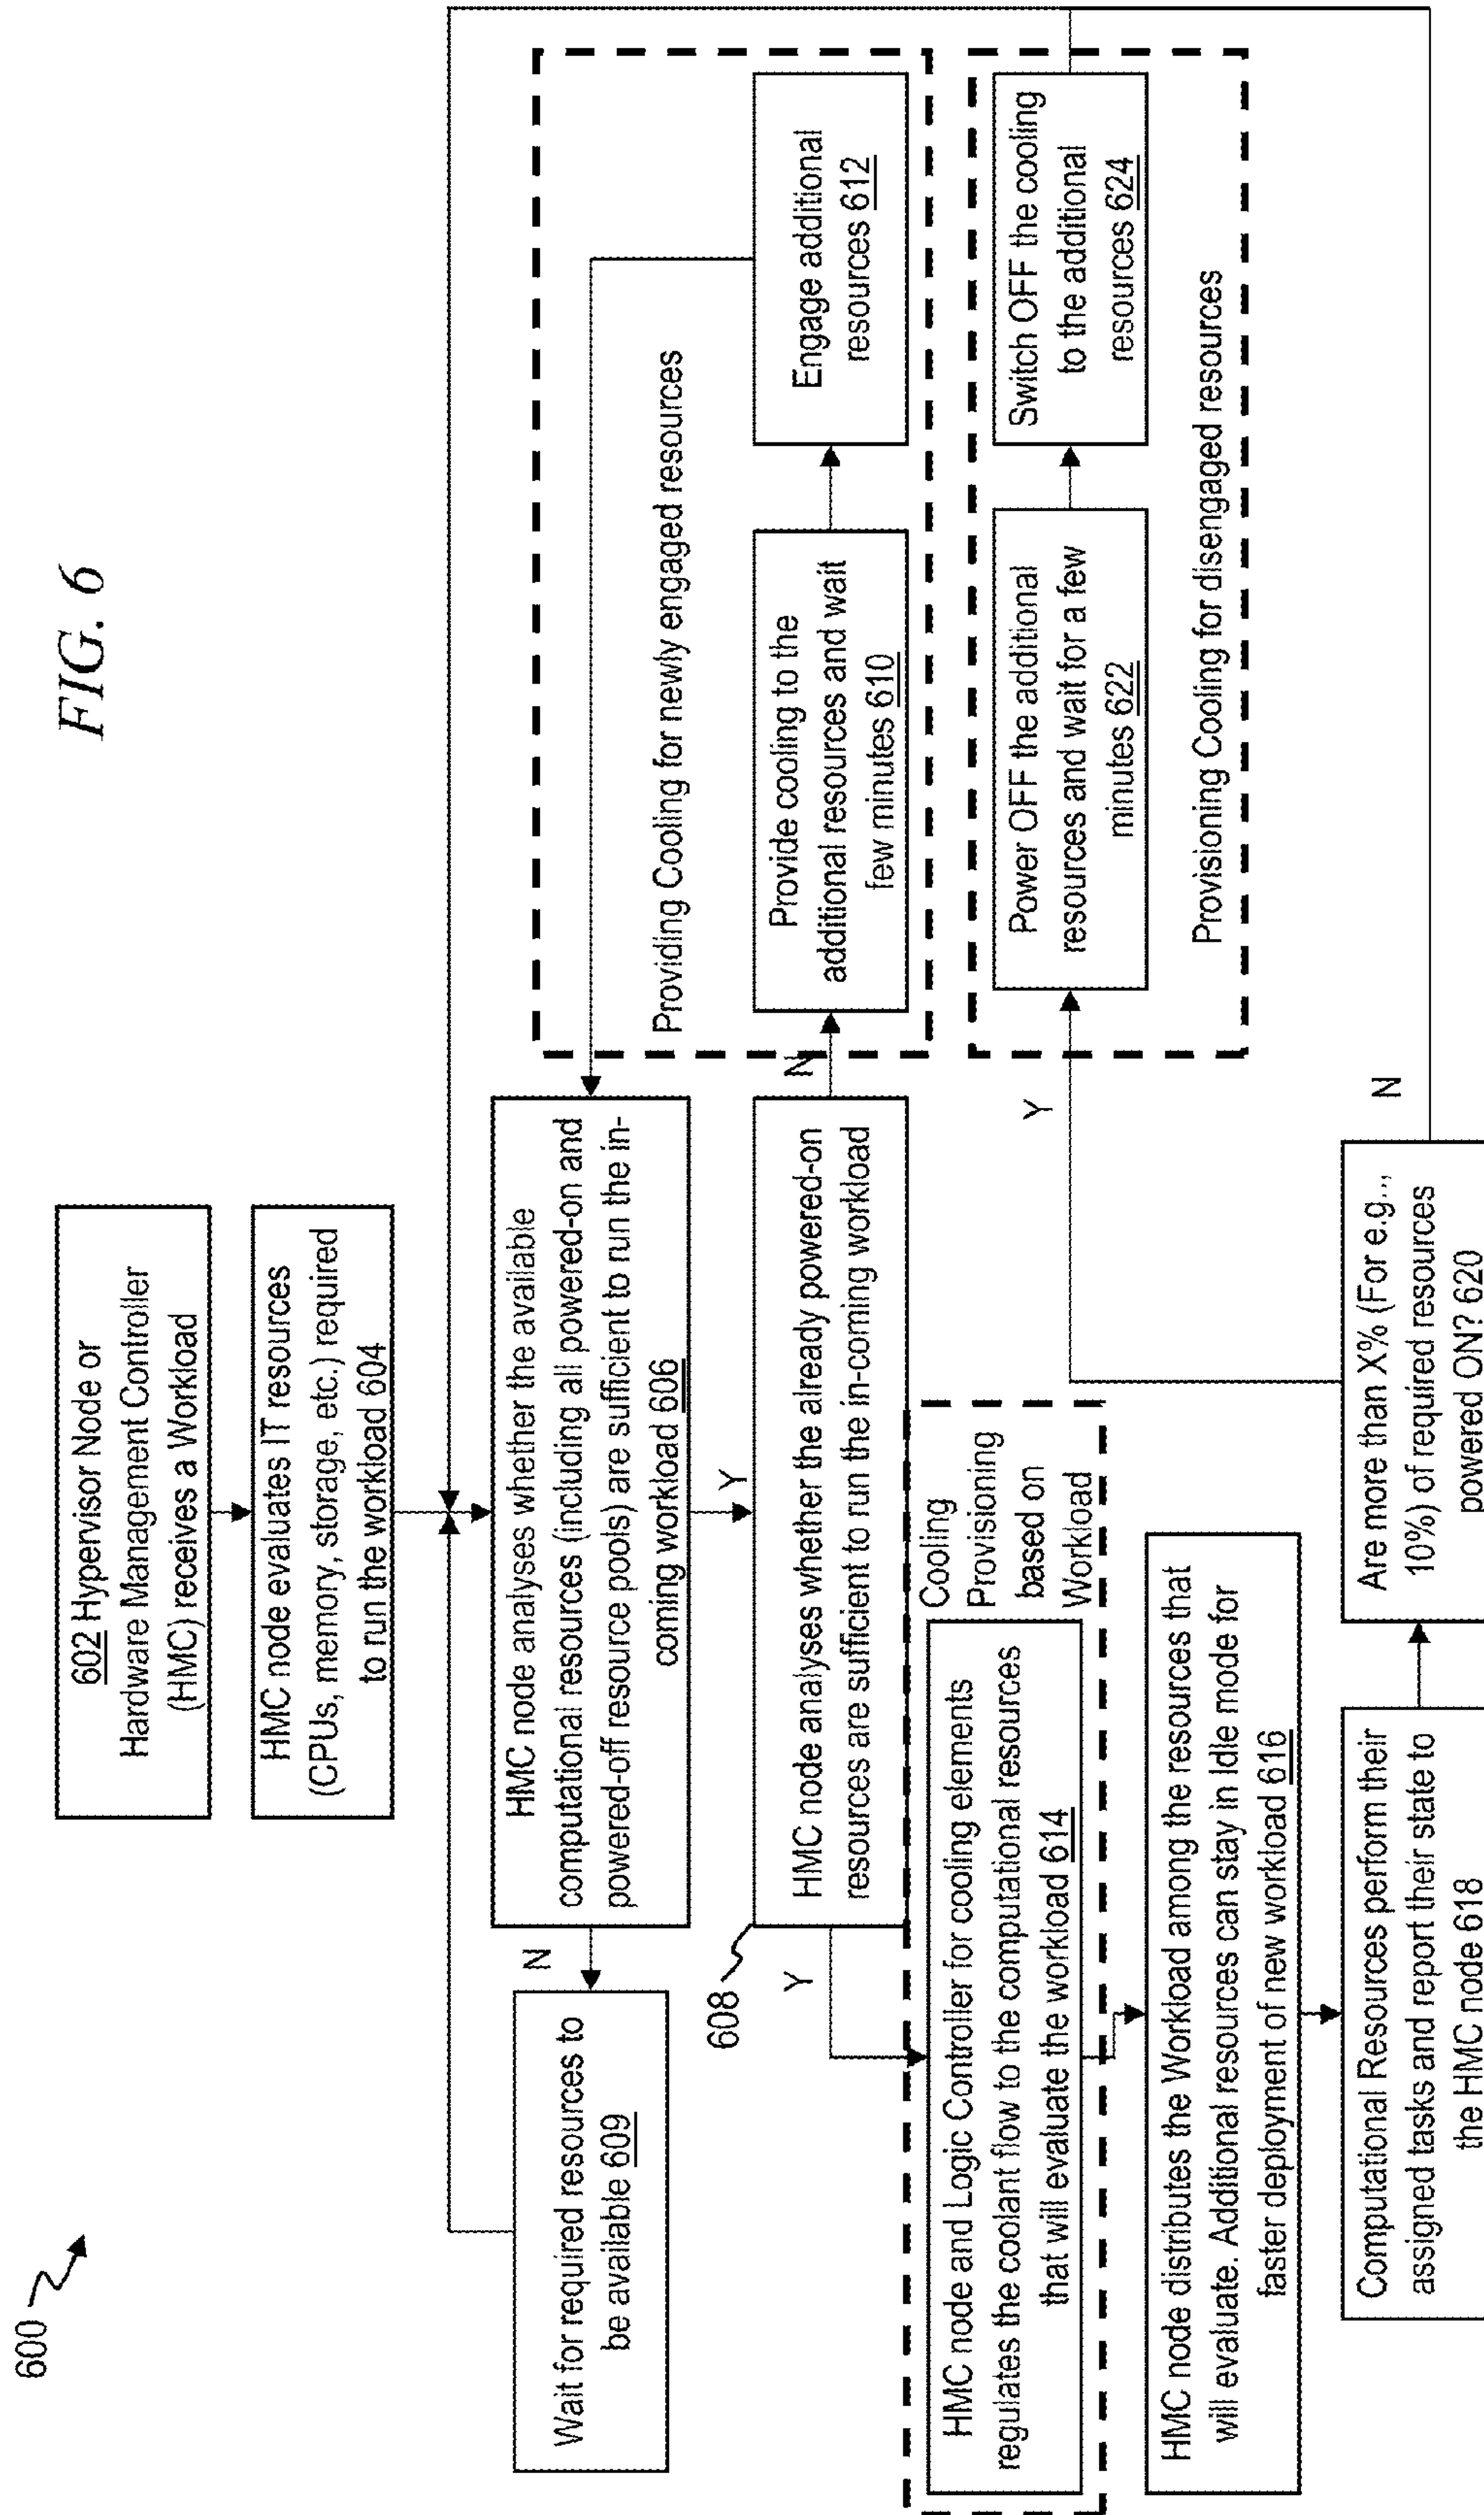 FIG. 6
600
602 Hypervisor Node or
Hardware Management Controller
(HMC) receives a Workload
HMC node evaluates IT resources
(CPUs, memory, storage, etc.) required
to run the workload 604
HMC node analyses whether the available
computational resources (including all powered-on and
powered-off resource pools) are sufficient to run the in-
coming workload 606
N
Wait for required resources to
be available 609
Y
608
HMC node analyses whether the already powered-on
resources are sufficient to run the in-coming workload
N
Providing Cooling for newly engaged resources
Provide cooling to the
additional resources and wait
few minutes 610
Engage additional
resources 612
Y
Cooling
Provisioning
based on
Workload
HMC node and Logic Controller for cooling elements
regulates the coolant flow to the computational resources
that will evaluate the workload 614
HMC node distributes the Workload among the resources that
will evaluate. Additional resources can stay in Idle mode for
faster deployment of new workload 616
Computational Resources perform their
assigned tasks and report their state to
the HMC node 618
Are more than X% (For e.g..,
10%) of required resources
powered ON? 620
Y
N
Power OFF the additional
resources and wait for a few
minutes 622
Switch OFF the cooling
to the additional
resources 624
Provisioning Cooling for disengaged resources